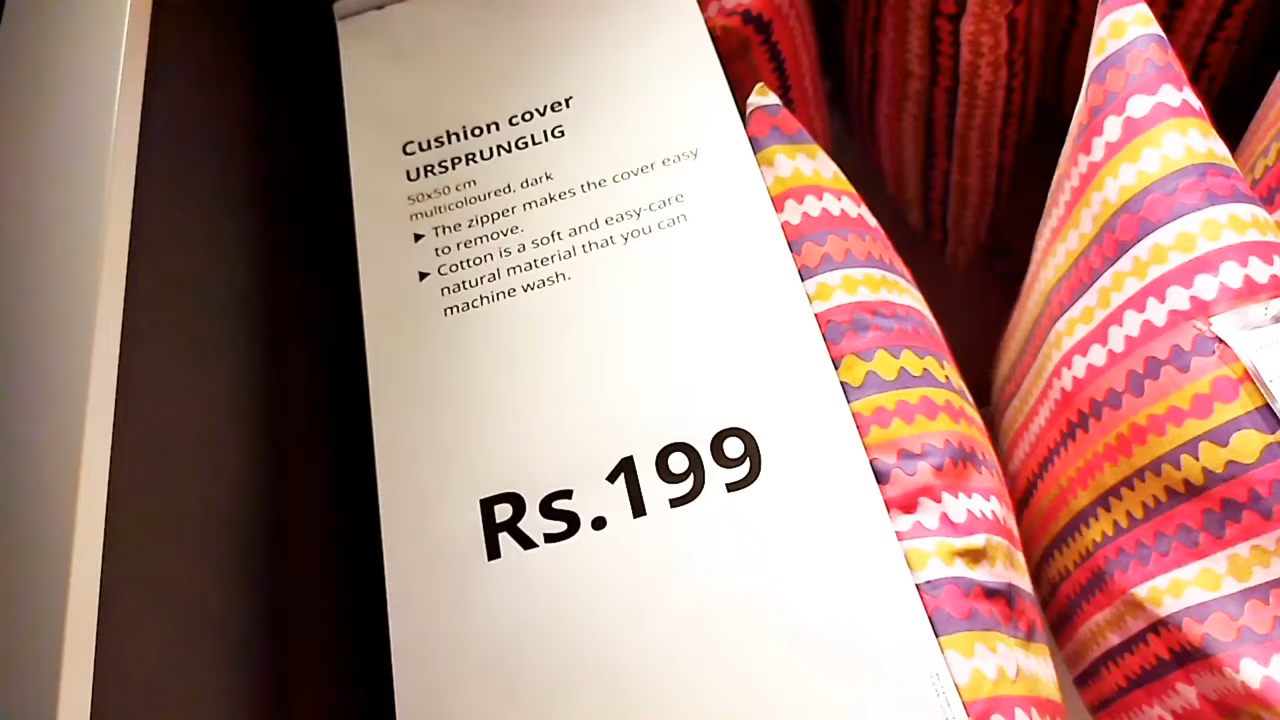 Cushion cover
URSPRUNGLIG
50x50 cm
multicoloured, dark
► The zipper makes the cover easy
to remove.
► Cotton is a soft and easy-care
natural material that you can
machine wash.
Rs.199